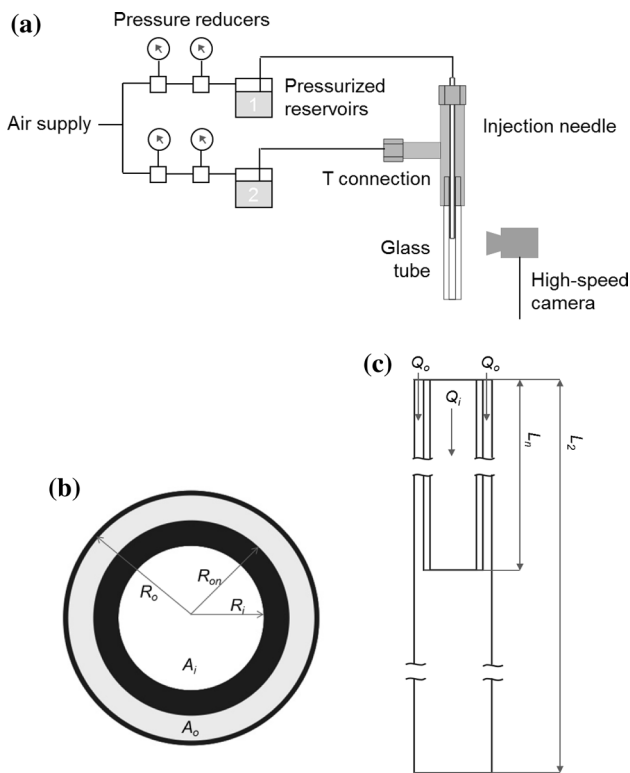 (a)
Pressure reducers
Air supply
1
Pressurized
reservoirs
2
T connection
Injection needle
Glass
tube
High-speed
camera
(b)
Ro
Ron
Ri
Ai
Ao
(c)
Qo
Qo
Qi
Ln
L2